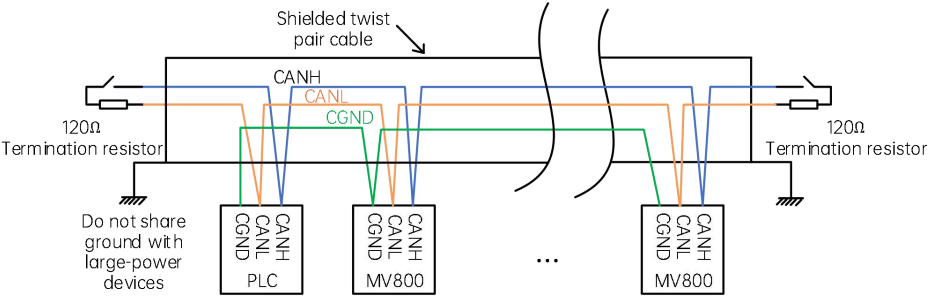 Shielded twist
pair cable
CANH
CANL
CGND
120Ω
Termination resistor
120Ω
Termination resistor
Do not share
ground with
large-power
devices
CGND
CANL
CANH
PLC
CGND
CANL
CANH
MV800
...
CGND
CANL
CANH
MV800